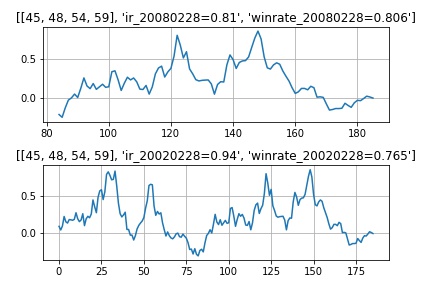 [[45, 48, 54, 59], 'ir_20080228=0.81', 'winrate_20080228=0.806']
0.5
0.0
80 100 120 140 160 180
[[45, 48, 54, 59], 'ir_20020228=0.94', 'winrate_20020228=0.765']
0.5
0.0
0 25 50 75 100 125 150 175